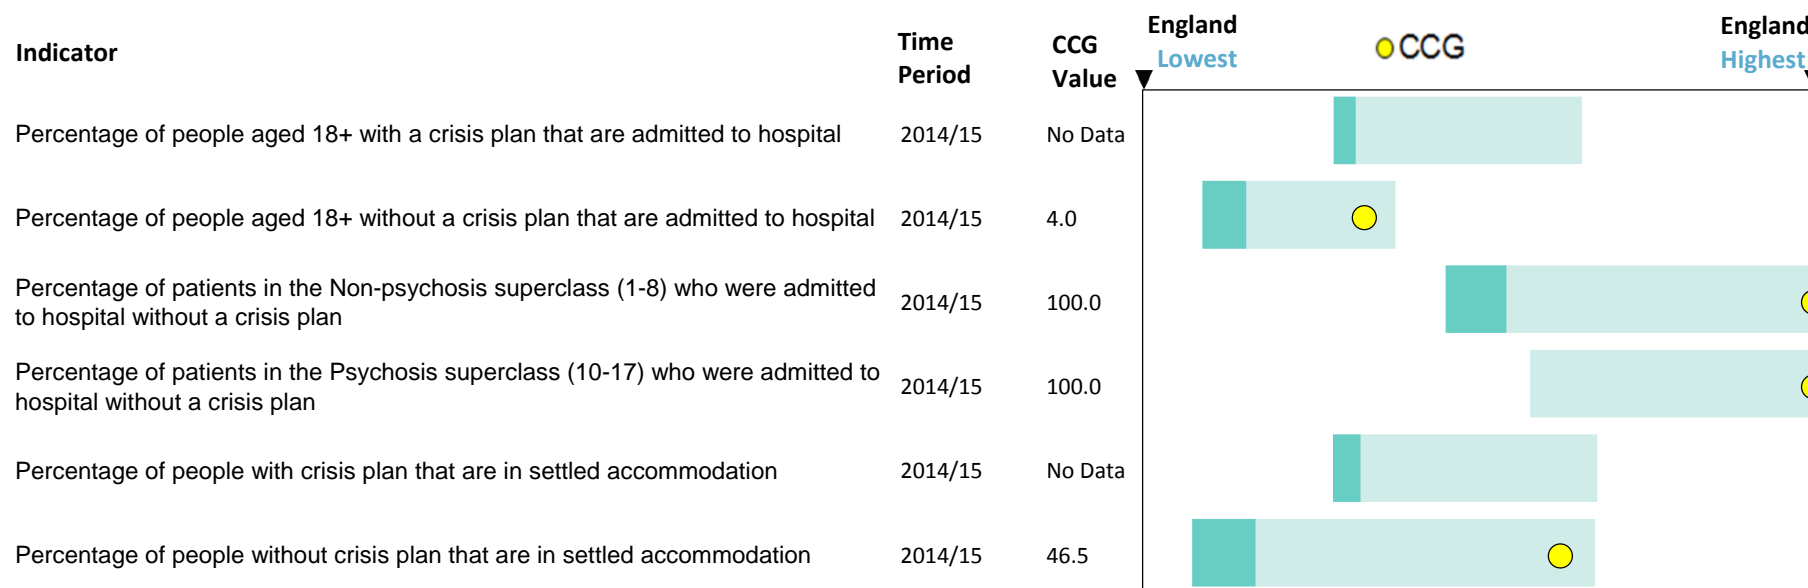 Indicator
Time Period
CCG Value
England Lowest
CCG
England Highest
Percentage of people aged 18+ with a crisis plan that are admitted to hospital 2014/15 No Data
Percentage of people aged 18+ without a crisis plan that are admitted to hospital 2014/15 4.0
Percentage of patients in the Non-psychosis superclass (1-8) who were admitted
to hospital without a crisis plan 2014/15 100.0
Percentage of patients in the Psychosis superclass (10-17) who were admitted to
hospital without a crisis plan 2014/15 100.0
Percentage of people with crisis plan that are in settled accommodation 2014/15 No Data
Percentage of people without crisis plan that are in settled accommodation 2014/15 46.5